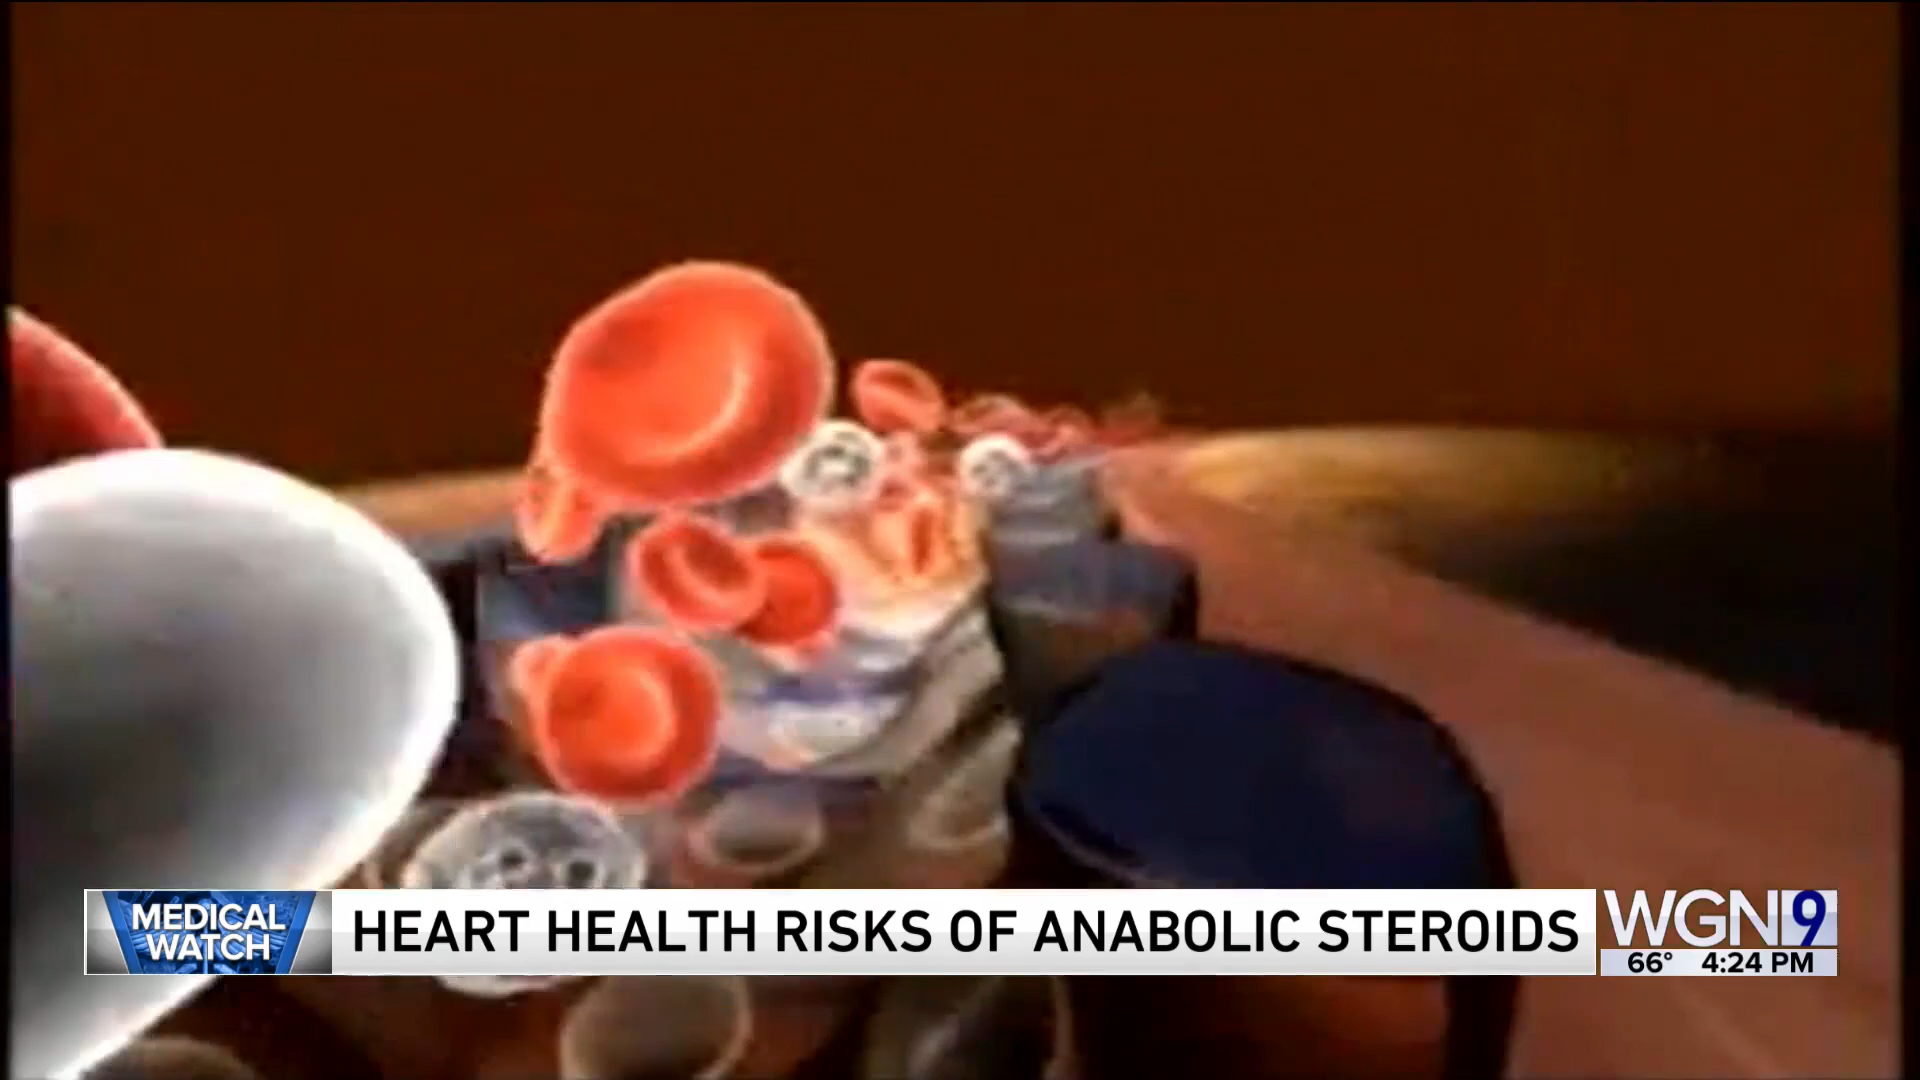 MEDICAL
WATCH
HEART HEALTH RISKS OF ANABOLIC STEROIDS
WGN9
66° 4:24 PM